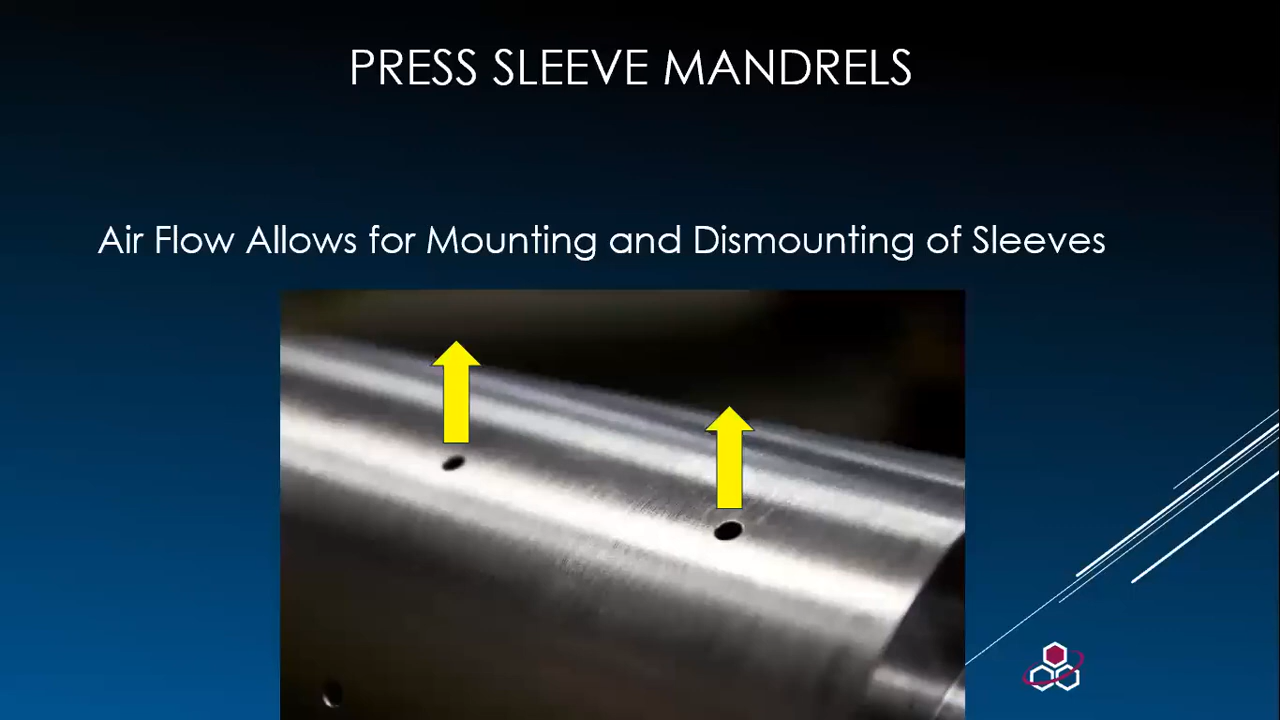 PRESS SLEEVE MANDRELS
Air Flow Allows for Mounting and Dismounting of Sleeves